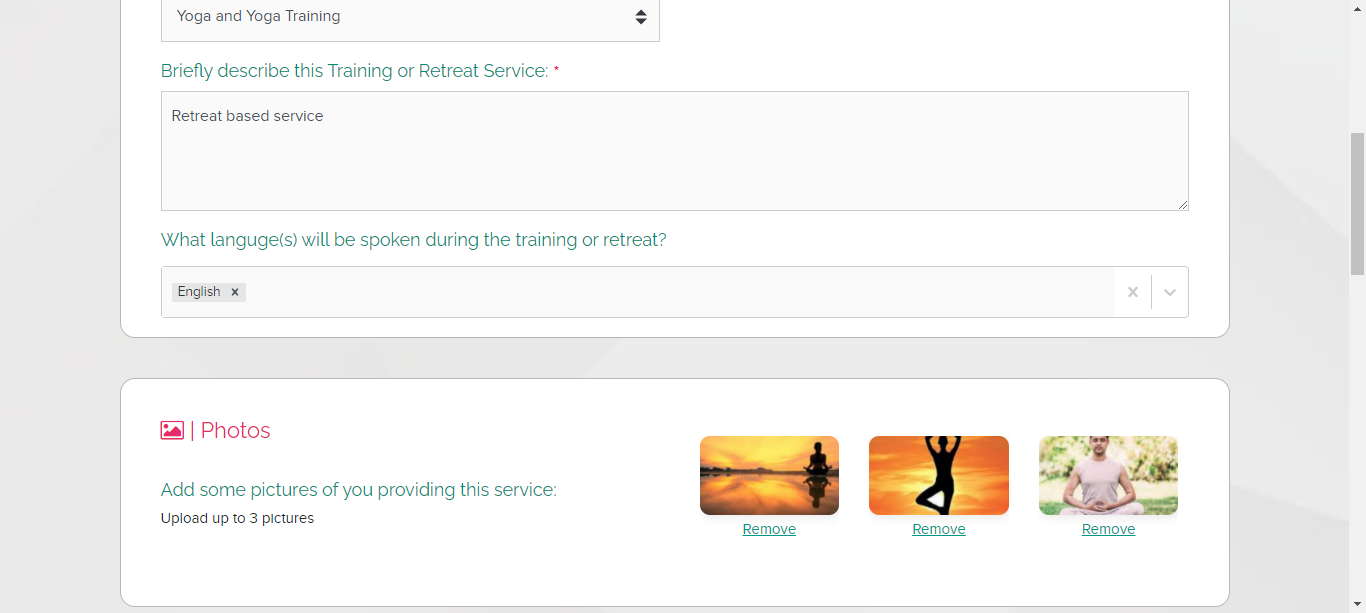 Yoga and Yoga Training
Briefly describe this Training or Retreat Service: *
Retreat based service
What languge(s) will be spoken during the training or retreat?
English ×
| Photos
Add some pictures of you providing this service:
Upload up to 3 pictures
Remove Remove Remove